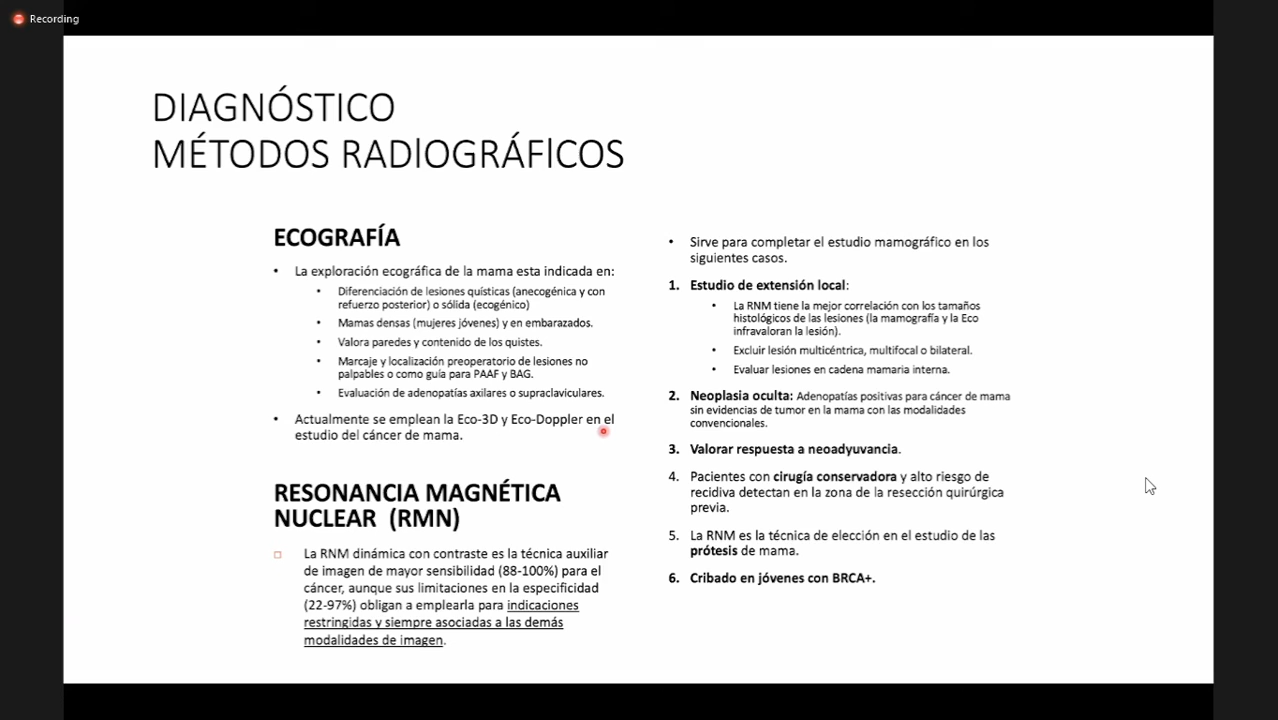 Recording
DIAGNÓSTICO
MÉTODOS RADIOGRÁFICOS
ECOGRAFÍA
• La exploración ecográfica de la mama esta indicada en:
• Diferenciación de lesiones quísticas (anecogénica y con
refuerzo posterior) o sólida (ecogénico)
• Mamas densas (mujeres jóvenes) y en embarazados.
• Valora paredes y contenido de los quistes.
• Marcaje y localización preoperatorio de lesiones no
palpables o como guía para PAAF y BAG.
• Evaluación de adenopatías axilares o supraclaviculares.
• Actualmente se emplean la Eco-3D y Eco-Doppler en el
estudio del cáncer de mama.
RESONANCIA MAGNÉTICA
NUCLEAR (RMN)
La RNM dinámica con contraste es la técnica auxiliar
de imagen de mayor sensibilidad (88-100%) para el
cáncer, aunque sus limitaciones en la especificidad
(22-97%) obligan a emplearla para indicaciones
restringidas y siempre asociadas a las demás
modalidades de imagen.
• Sirve para completar el estudio mamográfico en los
siguientes casos.
1. Estudio de extensión local:
• La RNM tiene la mejor correlación con los tamaños
histológicos de las lesiones (la mamografía y la Eco
infravaloran la lesión).
• Excluir lesión multicéntrica, multifocal o bilateral.
• Evaluar lesiones en cadena mamaria interna.
2. Neoplasia oculta: Adenopatías positivas para cáncer de mama
sin evidencias de tumor en la mama con las modalidades
convencionales.
3. Valorar respuesta a neoadyuvancia.
4. Pacientes con cirugía conservadora y alto riesgo de
recidiva detectan en la zona de la resección quirúrgica
previa.
5. La RNM es la técnica de elección en el estudio de las
prótesis de mama.
6. Cribado en jóvenes con BRCA+.